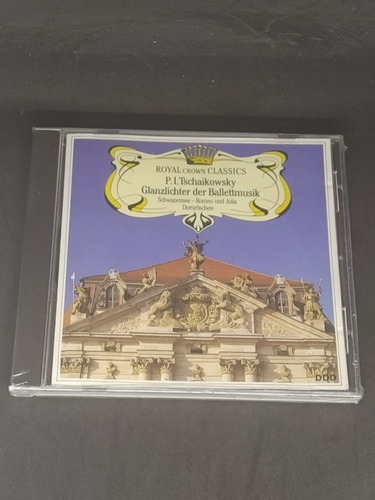 ROYAL CROWN CLASSICS
P. I. Tschaikowsky
Glanzlichter der Ballettmusik
Schwanensee – Romeo und Julia
Dornröschen
DDD